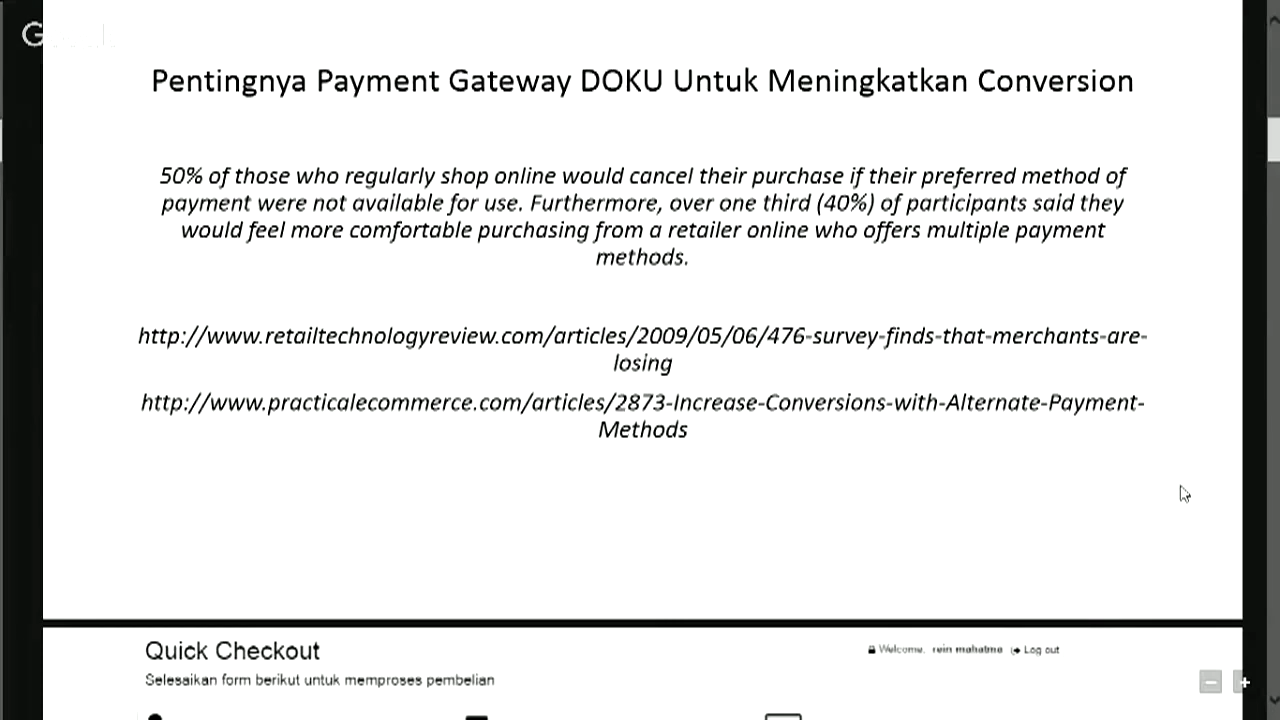 Pentingnya Payment Gateway DOKU Untuk Meningkatkan Conversion
50% of those who regularly shop online would cancel their purchase if their preferred method of
payment were not available for use. Furthermore, over one third (40%) of participants said they
would feel more comfortable purchasing from a retailer online who offers multiple payment
methods.
http://www.retailtechnologyreview.com/articles/2009/05/06/476-survey-finds-that-merchants-are-
losing
http://www.practicalecommerce.com/articles/2873-Increase-Conversions-with-Alternate-Payment-
Methods
Quick Checkout
Welcome, rein mahatma Log out
Selesaikan form berikut untuk memproses pembelian